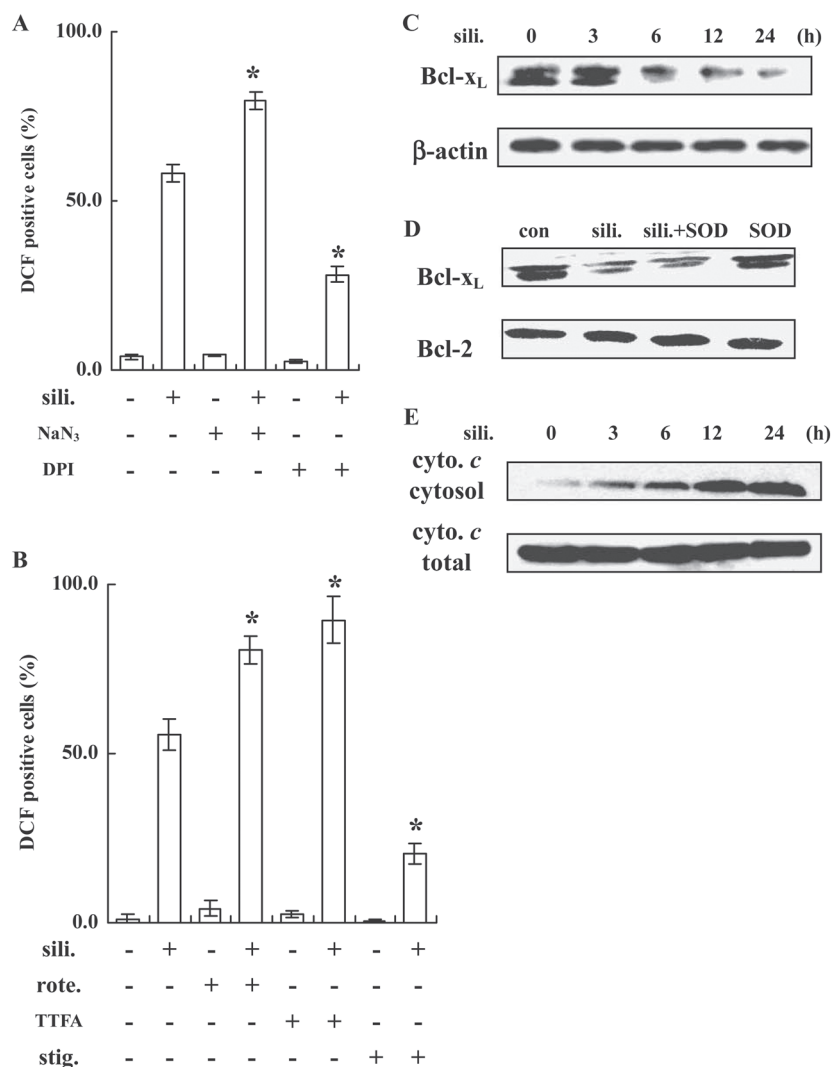 A
100.0
50.0
0.0
DCF positive cells (%)
* *
sili. - + - + - +
NaN₃ - - + + - -
DPI - - - - + +
B
100.0
50.0
0.0
DCF positive cells (%)
* * *
sili. - + - + - + - +
rote. - - + + - - - -
TTFA - - - - + + - -
stig. - - - - - - + +
C
sili. 0 3 6 12 24 (h)
Bcl-xL
β-actin
D
con sili. sili.+SOD SOD
Bcl-xL
Bcl-2
E
sili. 0 3 6 12 24 (h)
cyto. c
cytosol
cyto. c
total